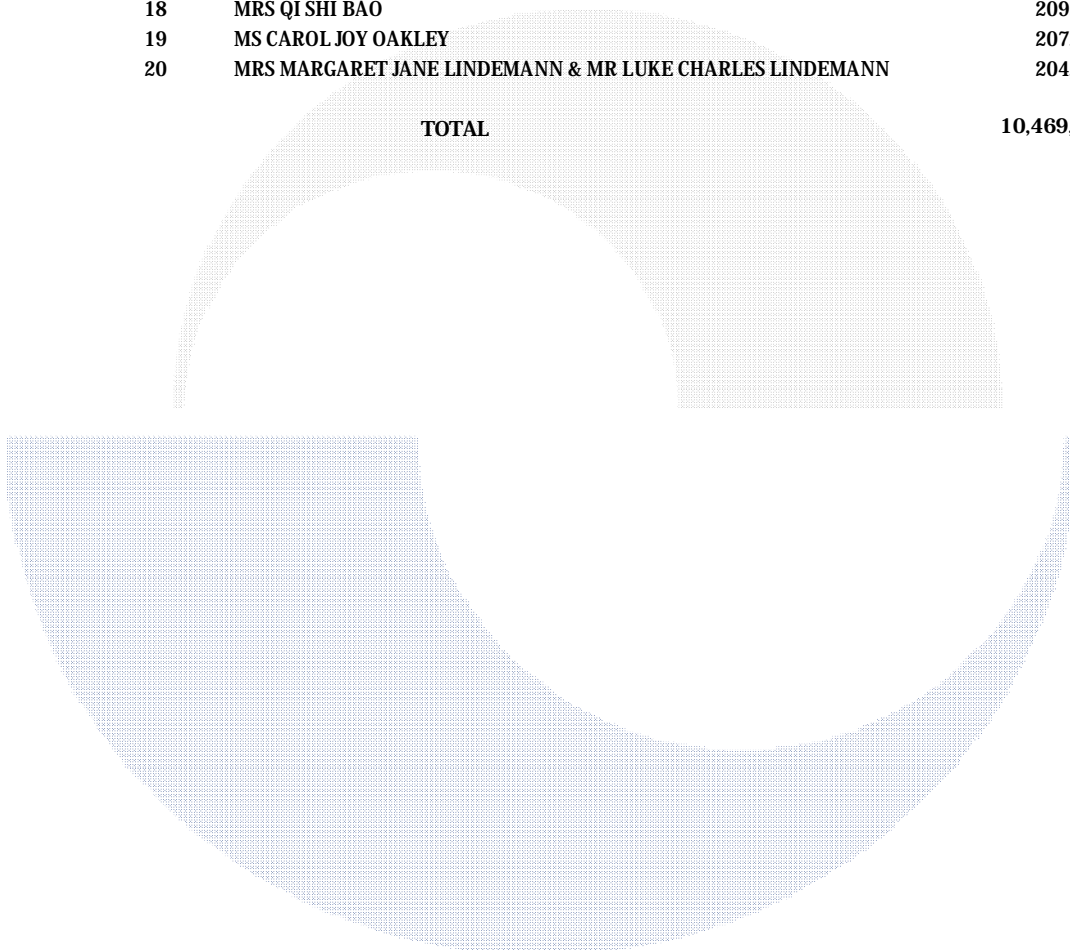 18 MRS QI SHI BAO 209
19 MS CAROL JOY OAKLEY 207
20 MRS MARGARET JANE LINDEMANN & MR LUKE CHARLES LINDEMANN 204
TOTAL 10,469,